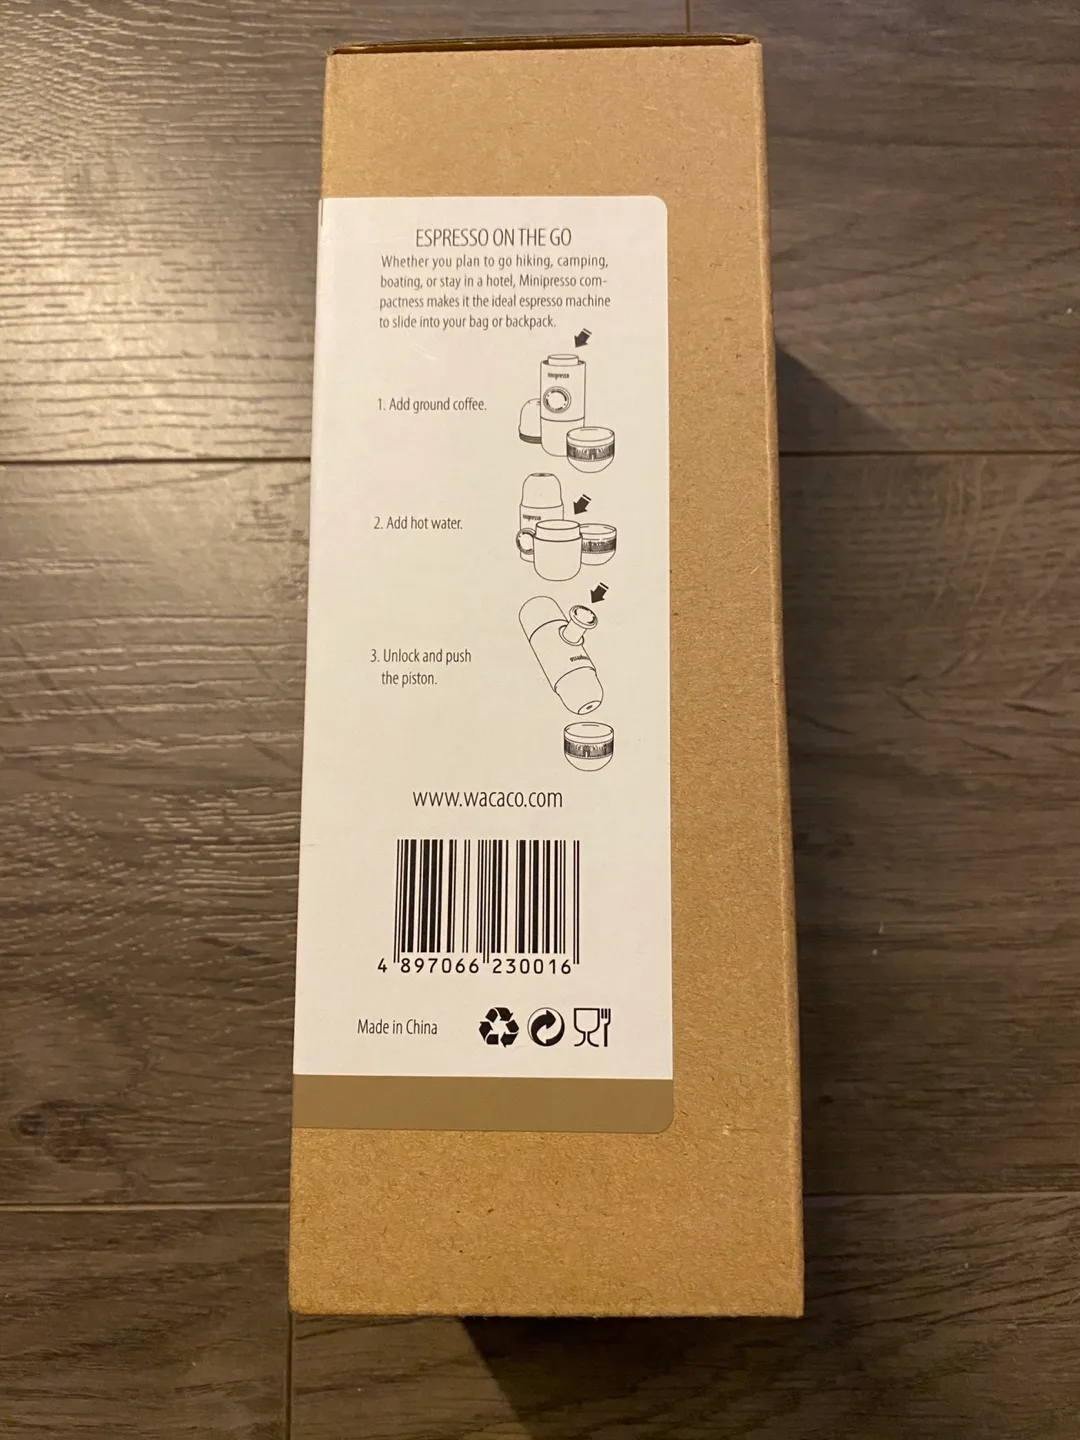 ESPRESSO ON THE GO
Whether you plan to go hiking, camping,
boating, or stay in a hotel, Minipresso com-
pactness makes it the ideal espresso machine
to slide into your bag or backpack.
minipresso
1. Add ground coffee.
minipresso
2. Add hot water.
3. Unlock and push
the piston.
www.wacaco.com
4 897066 230016
Made in China